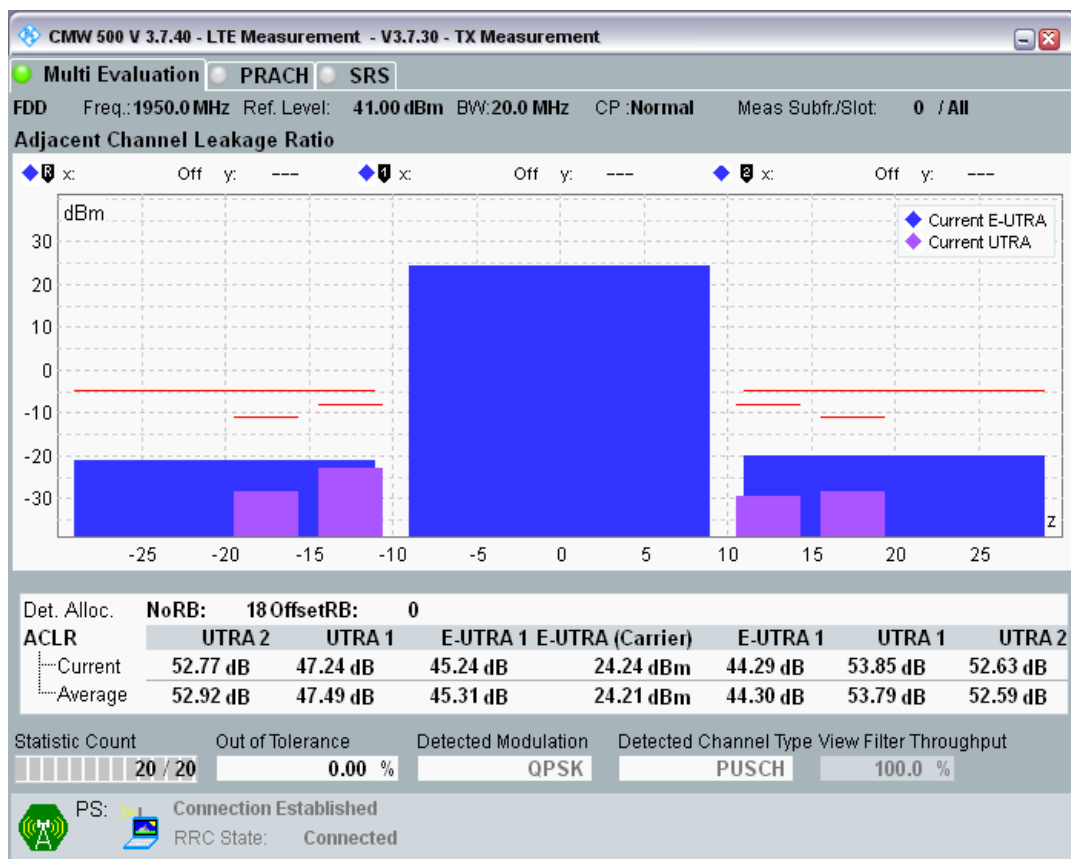 CMW 500 V 3.7.40 - LTE Measurement - V3.7.30 - TX Measurement
Multi Evaluation PRACH SRS
FDD Freq.:1950.0 MHz Ref. Level: 41.00 dBm BW:20.0 MHz CP :Normal Meas Subfr./Slot: 0 / All
Adjacent Channel Leakage Ratio
R x: Off y: --- 1 x: Off y: --- 2 x: Off y: ---
dBm
Current E-UTRA
Current UTRA
30
20
10
0
-10
-20
-30
z
-25 -20 -15 -10 -5 0 5 10 15 20 25
Det. Alloc. NoRB: 18 OffsetRB: 0
ACLR UTRA 2 UTRA 1 E-UTRA 1 E-UTRA (Carrier) E-UTRA 1 UTRA 1 UTRA 2
Current 52.77 dB 47.24 dB 45.24 dB 24.24 dBm 44.29 dB 53.85 dB 52.63 dB
Average 52.92 dB 47.49 dB 45.31 dB 24.21 dBm 44.30 dB 53.79 dB 52.59 dB
Statistic Count Out of Tolerance Detected Modulation Detected Channel Type View Filter Throughput
20 / 20 0.00 % QPSK PUSCH 100.0 %
PS: Connection Established
RRC State: Connected